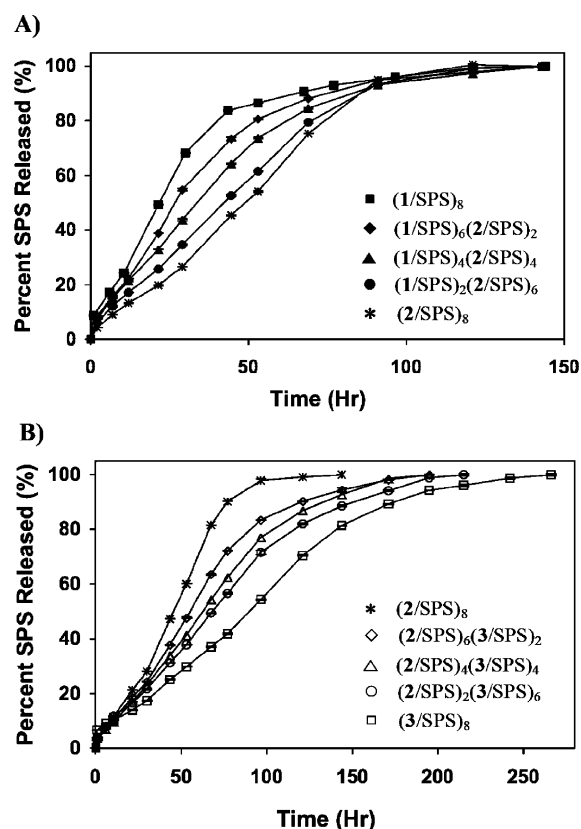 A)
Percent SPS Released (%)
100
80
60
40
20
0
(1/SPS)8
(1/SPS)6(2/SPS)2
(1/SPS)4(2/SPS)4
(1/SPS)2(2/SPS)6
(2/SPS)8
0 50 100 150
Time (Hr)
B)
Percent SPS Released (%)
100
80
60
40
20
0
(2/SPS)8
(2/SPS)6(3/SPS)2
(2/SPS)4(3/SPS)4
(2/SPS)2(3/SPS)6
(3/SPS)8
0 50 100 150 200 250
Time (Hr)